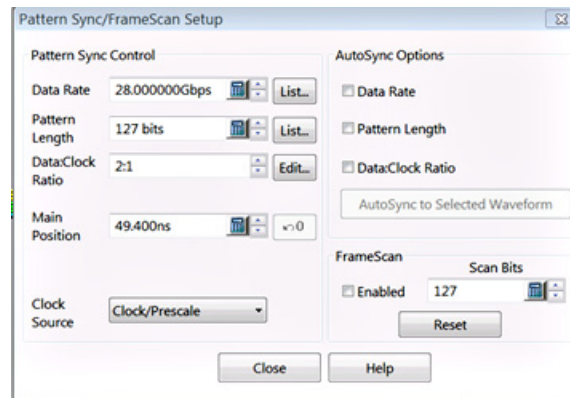 Pattern Sync/FrameScan Setup
Pattern Sync Control
Data Rate 28.000000Gbps List...
Pattern
Length
127 bits List...
Data:Clock
Ratio
2:1 Edit...
Main
Position
49.400ns 0
Clock
Source
Clock/Prescale
AutoSync Options
Data Rate
Pattern Length
Data:Clock Ratio
AutoSync to Selected Waveform
FrameScan
Scan Bits
Enabled 127
Reset
Close Help